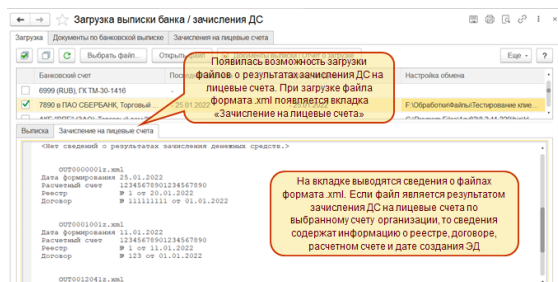 Загрузка выписки банка / зачисления ДС
Загрузка Документы по банковской выписке Зачисления на лицевые счета
Выбрать файл... Еще ?
Банковский счет Настройка обмена
6999 (RUB), ГК ТМ-30-1416
7890 в ПАО СБЕРБАНК, Торговый 25.01.2022 F:\Обработки\Файлы\Тестирование клие...
Появилась возможность загрузки
файлов о результатах зачисления ДС на
лицевые счета. При загрузке файла
формата .xml появляется вкладка
«Зачисление на лицевые счета»
Выписка Зачисление на лицевые счета
<Нет сведений о результатах зачисления денежных средств.>
OUT0000001z.xml
Дата формирования 25.01.2022
Расчетный счет 12345678901234567890
Реестр № 1 от 20.01.2022
Договор № 111111111 от 01.01.2022
OUT0001001z.xml
Дата формирования 11.01.2022
Расчетный счет 12345678901234567890
Реестр № 1 от 11.01.2022
Договор № 123 от 01.01.2022
OUT0012041z.xml
На вкладке выводятся сведения о файлах
формата .xml. Если файл является результатом
зачисления ДС на лицевые счета по
выбранному счету организации, то сведения
содержат информацию о реестре, договоре,
расчетном счете и дате создания ЭД